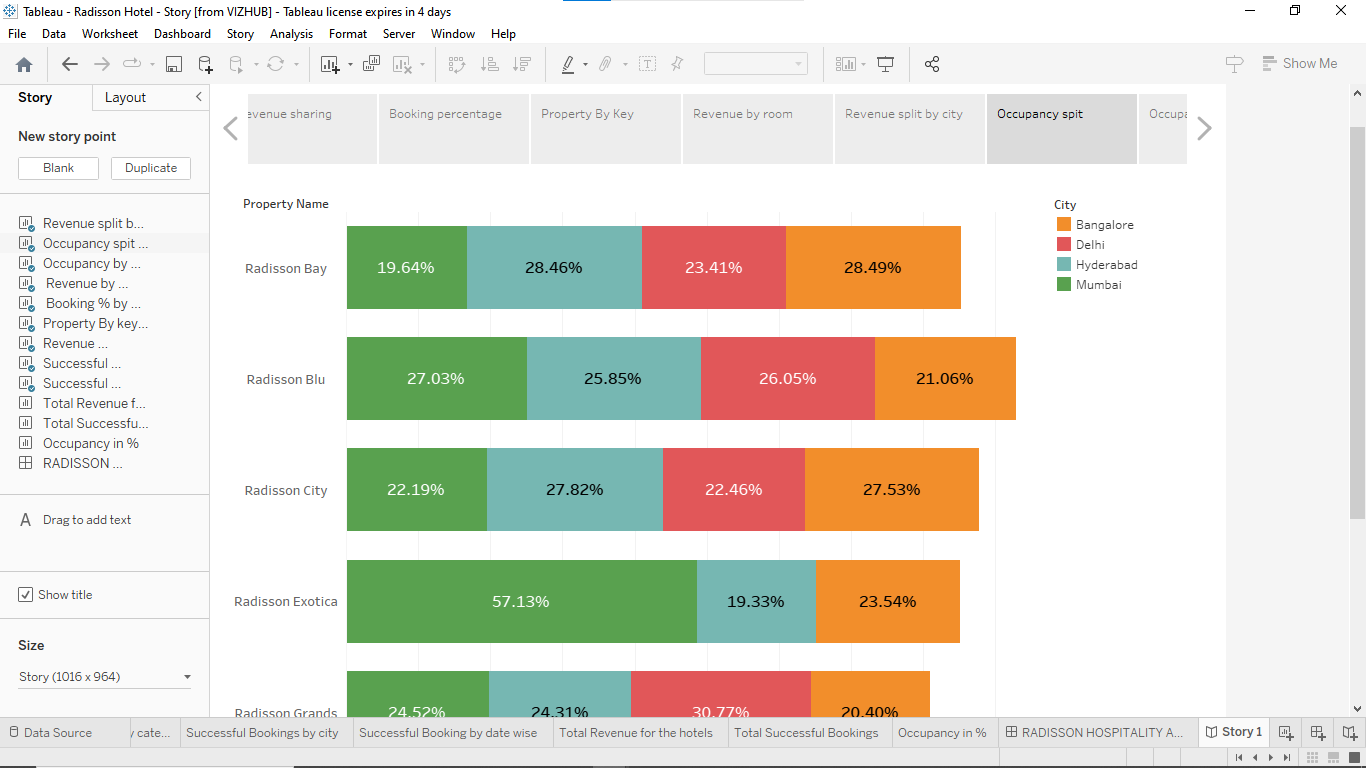 Tableau - Radisson Hotel - Story [from VIZHUB] - Tableau license expires in 4 days
File Data Worksheet Dashboard Story Analysis Format Server Window Help
Show Me
Story Layout
New story point
Blank Duplicate
Revenue split b...
Occupancy spit ...
Occupancy by ...
Revenue by ...
Booking % by ...
Property By key...
Revenue ...
Successful ...
Successful ...
Total Revenue f...
Total Successfu...
Occupancy in %
RADISSON ...
A Drag to add text
Show title
Size
Story (1016 x 964)
evenue sharing Booking percentage Property By Key Revenue by room Revenue split by city Occupancy spit Occupa
Property Name
Radisson Bay 19.64% 28.46% 23.41% 28.49%
Radisson Blu 27.03% 25.85% 26.05% 21.06%
Radisson City 22.19% 27.82% 22.46% 27.53%
Radisson Exotica 57.13% 19.33% 23.54%
Radisson Grands 24.52% 24.31% 30.77% 20.40%
City
Bangalore
Delhi
Hyderabad
Mumbai
Data Source y cate... Successful Bookings by city Successful Booking by date wise Total Revenue for the hotels Total Successful Bookings Occupancy in % RADISSON HOSPITALITY A... Story 1